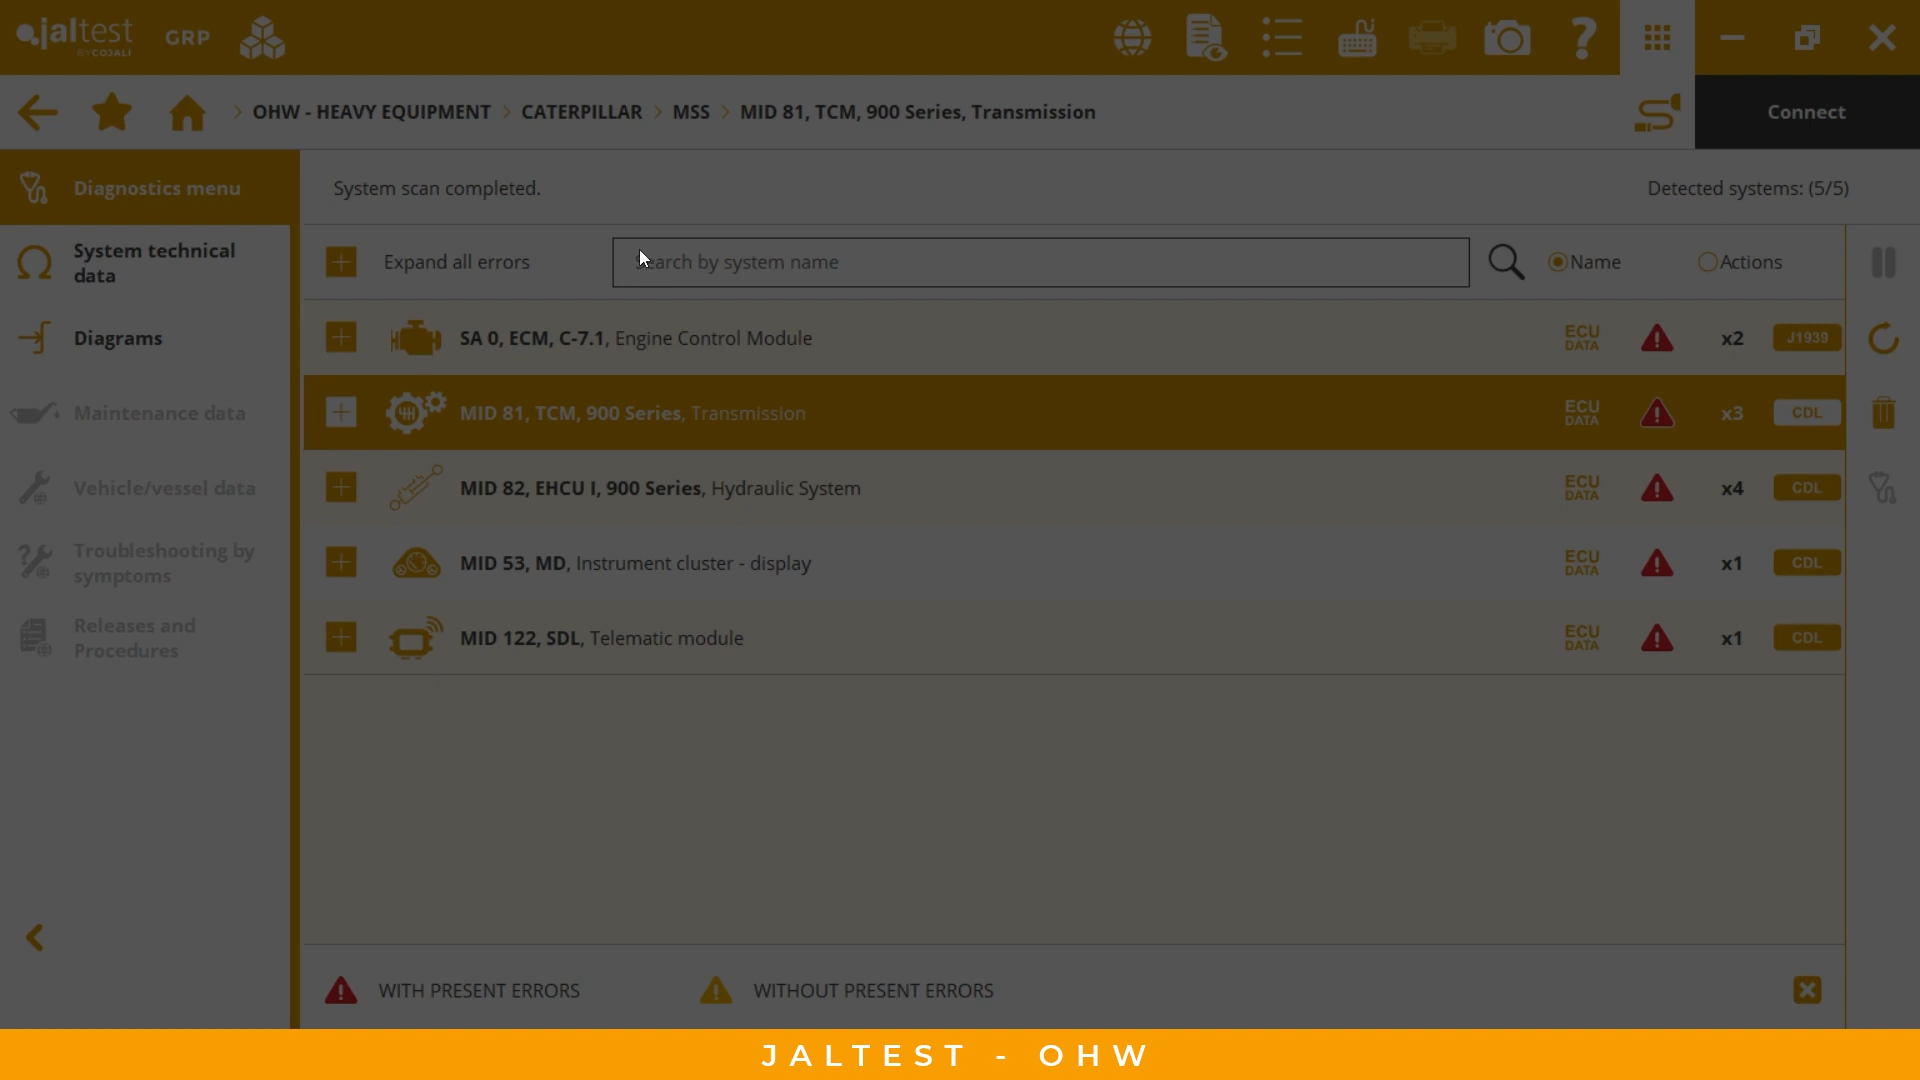 jaltest
BY COJALI
GRP
OHW - HEAVY EQUIPMENT > CATERPILLAR > MSS > MID 81, TCM, 900 Series, Transmission
Connect
Diagnostics menu
System scan completed.
Detected systems: (5/5)
System technical
data
Diagrams
Maintenance data
Vehicle/vessel data
Troubleshooting by
symptoms
Releases and
Procedures
Expand all errors
Search by system name
Name
Actions
SA 0, ECM, C-7.1, Engine Control Module
ECU
DATA
x2
J1939
MID 81, TCM, 900 Series, Transmission
ECU
DATA
x3
CDL
MID 82, EHCU I, 900 Series, Hydraulic System
ECU
DATA
x4
CDL
MID 53, MD, Instrument cluster - display
ECU
DATA
x1
CDL
MID 122, SDL, Telematic module
ECU
DATA
x1
CDL
WITH PRESENT ERRORS
WITHOUT PRESENT ERRORS
JALTEST - OHW